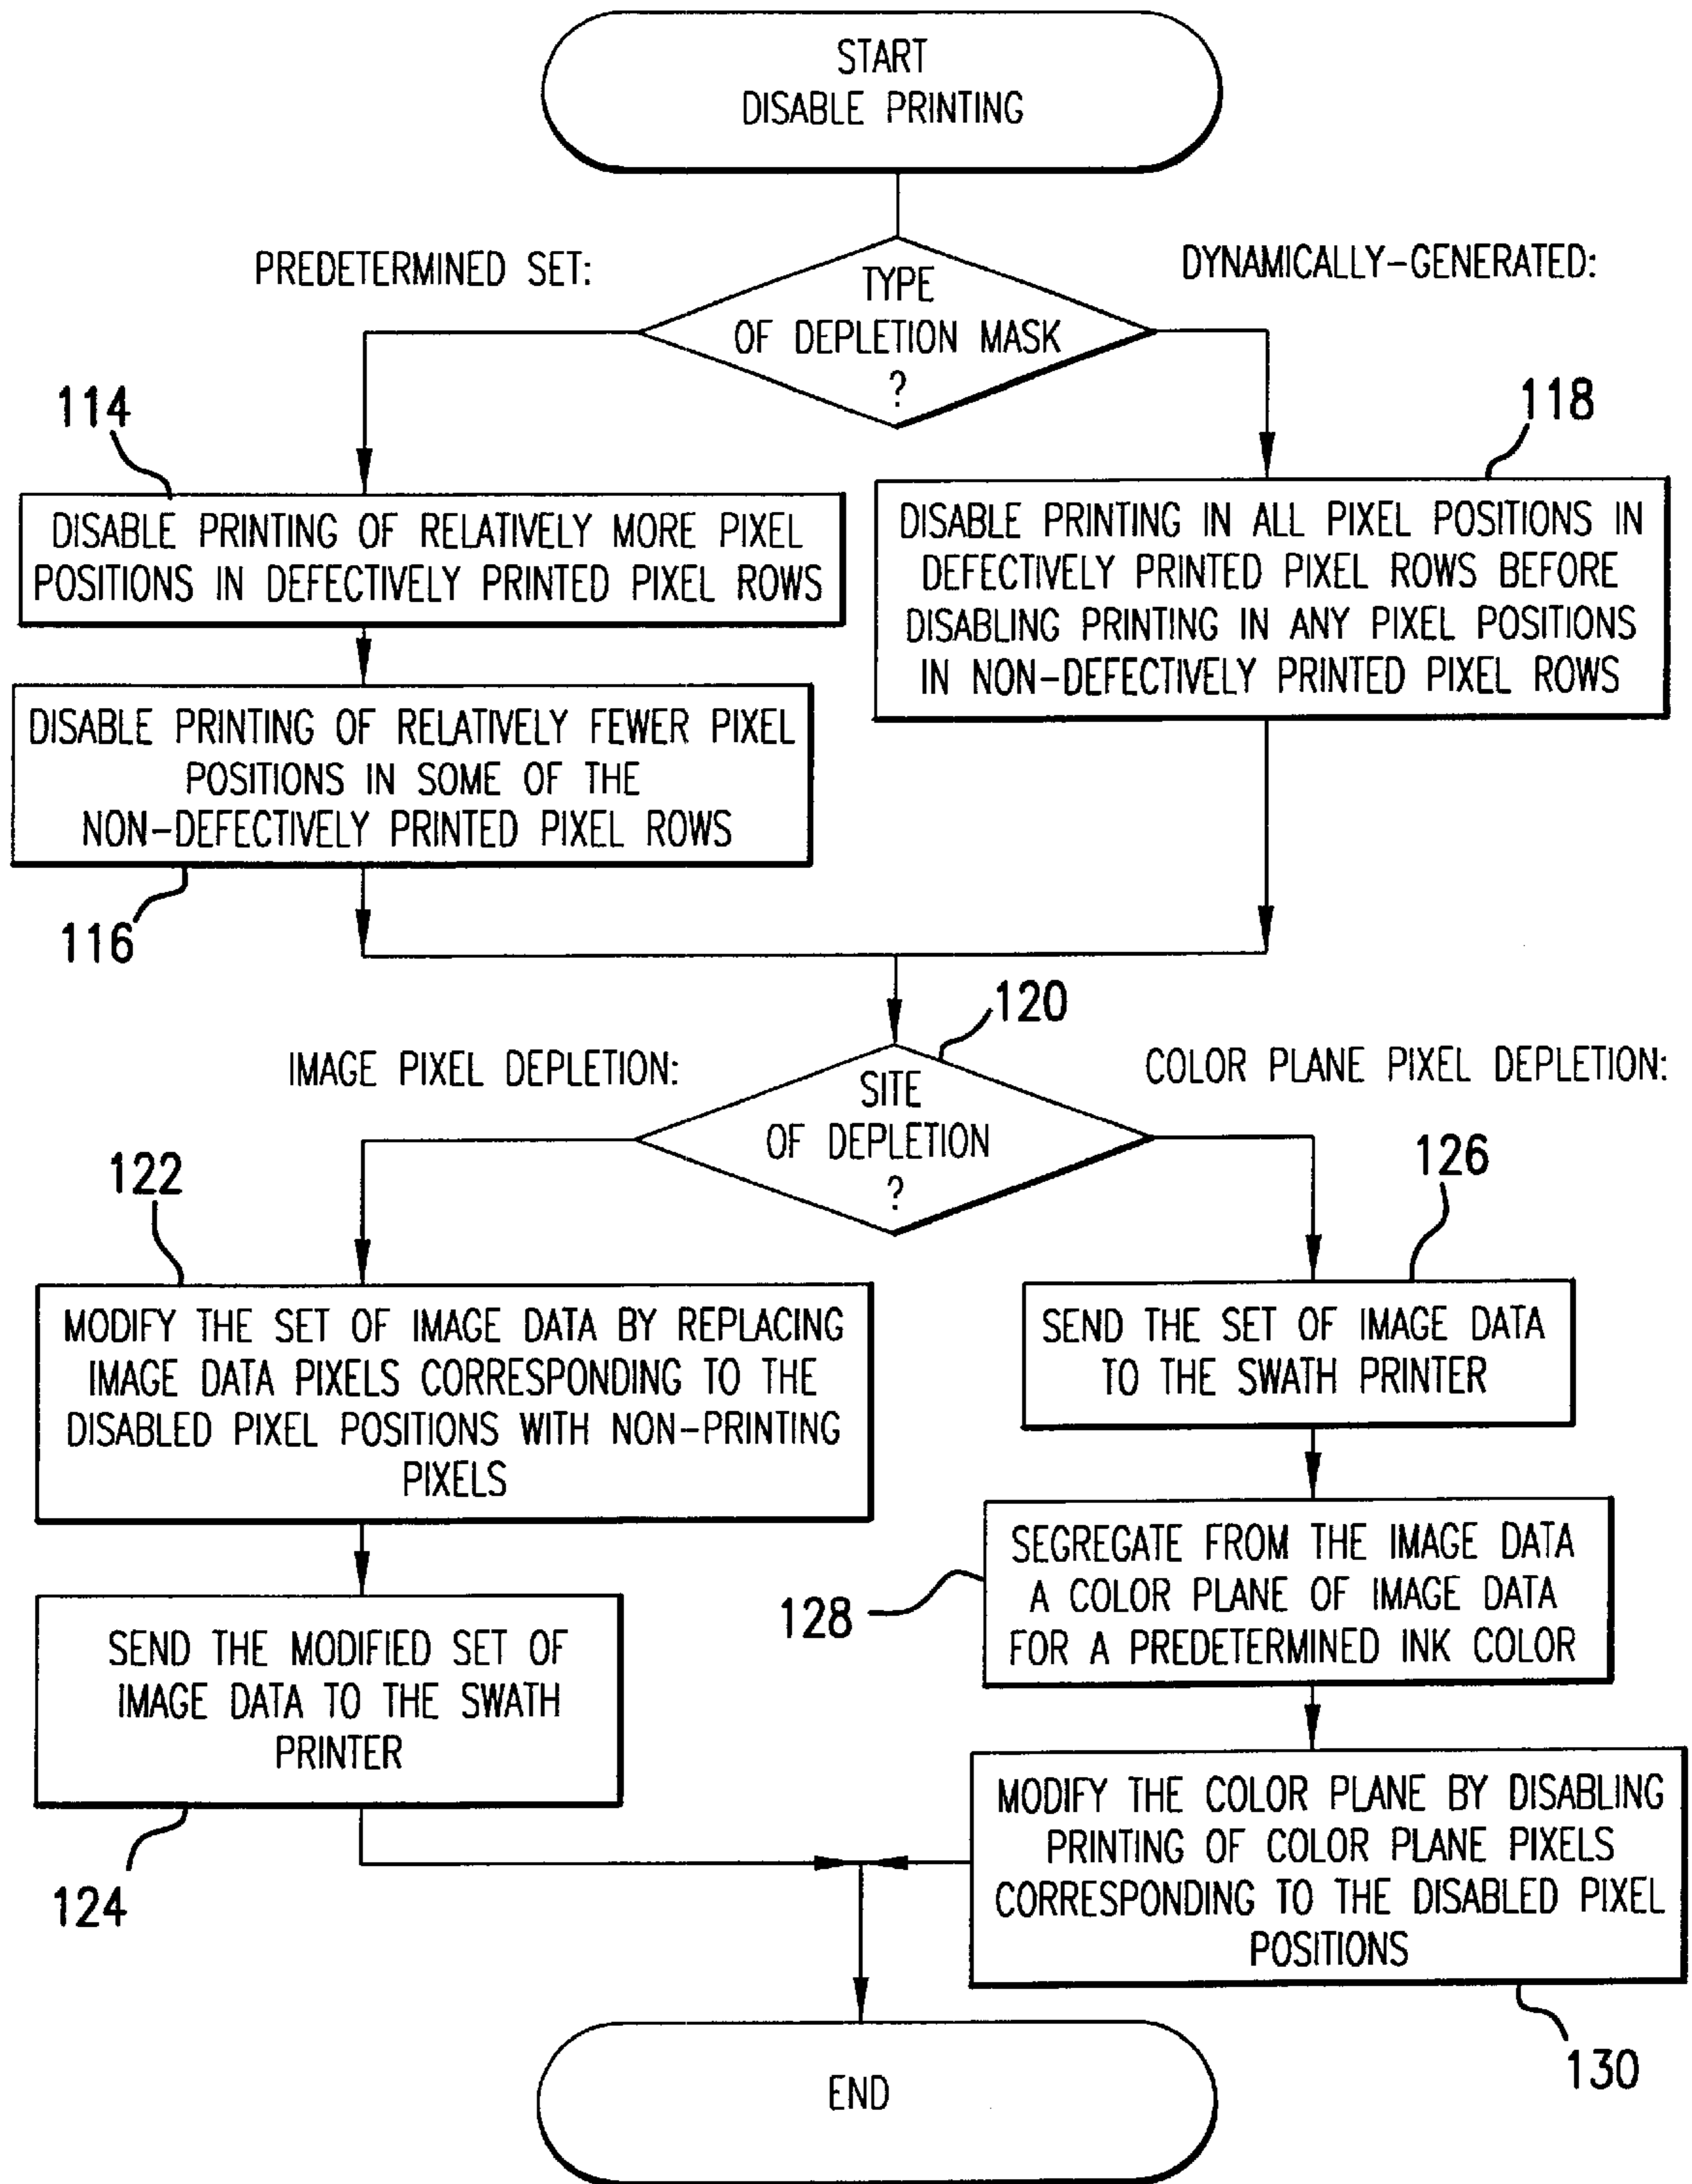 START
DISABLE PRINTING
PREDETERMINED SET:
DYNAMICALLY-GENERATED:
TYPE
OF DEPLETION MASK
?
114
118
DISABLE PRINTING OF RELATIVELY MORE PIXEL
POSITIONS IN DEFECTIVELY PRINTED PIXEL ROWS
DISABLE PRINTING IN ALL PIXEL POSITIONS IN
DEFECTIVELY PRINTED PIXEL ROWS BEFORE
DISABLING PRINTING IN ANY PIXEL POSITIONS
IN NON-DEFECTIVELY PRINTED PIXEL ROWS
DISABLE PRINTING OF RELATIVELY FEWER PIXEL
POSITIONS IN SOME OF THE
NON-DEFECTIVELY PRINTED PIXEL ROWS
116
120
IMAGE PIXEL DEPLETION:
COLOR PLANE PIXEL DEPLETION:
SITE
OF DEPLETION
?
122
126
MODIFY THE SET OF IMAGE DATA BY REPLACING
IMAGE DATA PIXELS CORRESPONDING TO THE
DISABLED PIXEL POSITIONS WITH NON-PRINTING
PIXELS
SEND THE SET OF IMAGE DATA
TO THE SWATH PRINTER
128
SEGREGATE FROM THE IMAGE DATA
A COLOR PLANE OF IMAGE DATA
FOR A PREDETERMINED INK COLOR
SEND THE MODIFIED SET OF
IMAGE DATA TO THE SWATH
PRINTER
124
MODIFY THE COLOR PLANE BY DISABLING
PRINTING OF COLOR PLANE PIXELS
CORRESPONDING TO THE DISABLED PIXEL
POSITIONS
130
END